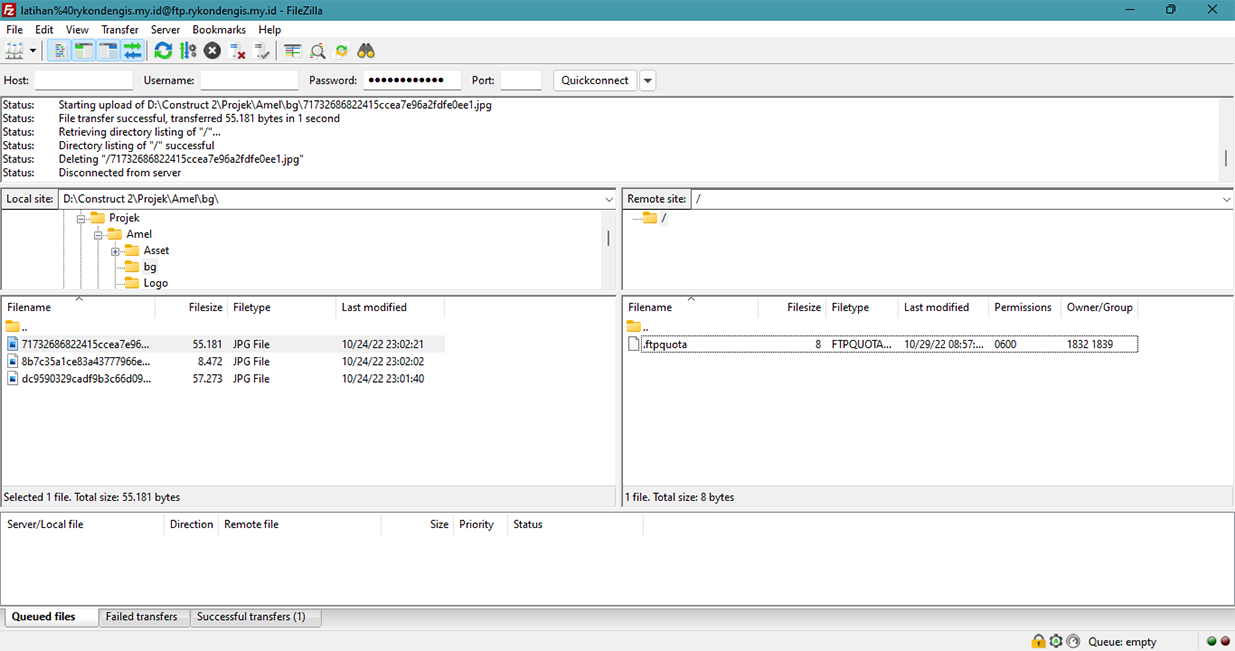 latihan%40rykondengis.my.id@ftp.rykondengis.my.id - FileZilla
File Edit View Transfer Server Bookmarks Help
Host: Username: Password: ●●●●●●●●●●●● Port: Quickconnect
Status: Starting upload of D:\Construct 2\Projek\Amel\bg\71732686822415ccea7e96a2fdfe0ee1.jpg
Status: File transfer successful, transferred 55.181 bytes in 1 second
Status: Retrieving directory listing of "/"...
Status: Directory listing of "/" successful
Status: Deleting "/71732686822415ccea7e96a2fdfe0ee1.jpg"
Status: Disconnected from server
Local site: D:\Construct 2\Projek\Amel\bg\
Projek
Amel
Asset
bg
Logo
Remote site: /
/
Filename Filesize Filetype Last modified
..
71732686822415ccea7e96... 55.181 JPG File 10/24/22 23:02:21
8b7c35a1ce83a43777966e... 8.472 JPG File 10/24/22 23:02:02
dc9590329cadf9b3c66d09... 57.273 JPG File 10/24/22 23:01:40
Selected 1 file. Total size: 55.181 bytes
Filename Filesize Filetype Last modified Permissions Owner/Group
..
.ftpquota 8 FTPQUOTA... 10/29/22 08:57:... 0600 1832 1839
1 file. Total size: 8 bytes
Server/Local file Direction Remote file Size Priority Status
Queued files Failed transfers Successful transfers (1)
Queue: empty